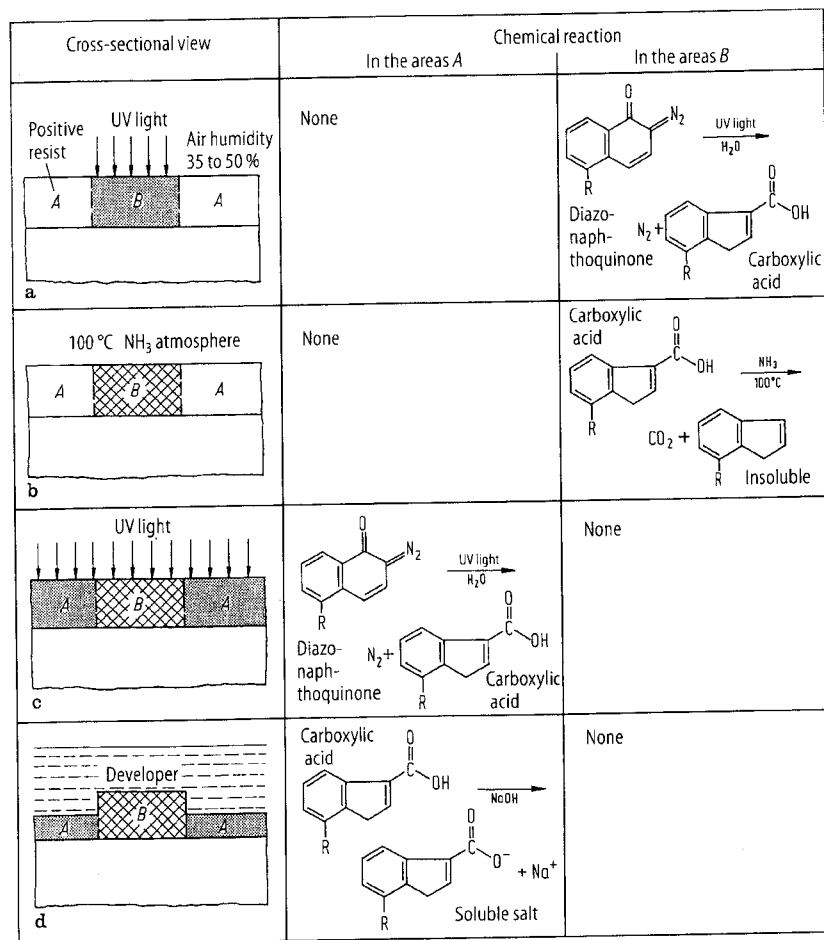 Cross-sectional view
Chemical reaction
In the areas A
In the areas B
Positive
resist
UV light
Air humidity
35 to 50 %
A
B
A
a
None
O
N₂
R
UV light
H₂O
Diazo-
naph-
thoquinone
N₂+
O
C
OH
R
Carboxylic
acid
100 °C NH₃ atmosphere
A
B
A
b
None
Carboxylic
acid
O
C
OH
R
NH₃
100°C
CO₂ +
R
Insoluble
UV light
A
B
A
c
O
N₂
R
UV light
H₂O
Diazo-
naph-
thoquinone
N₂+
O
C
OH
R
Carboxylic
acid
None
Developer
A
B
A
d
Carboxylic
acid
O
C
OH
R
NaOH
O
C
O⁻
+ Na⁺
R
Soluble salt
None